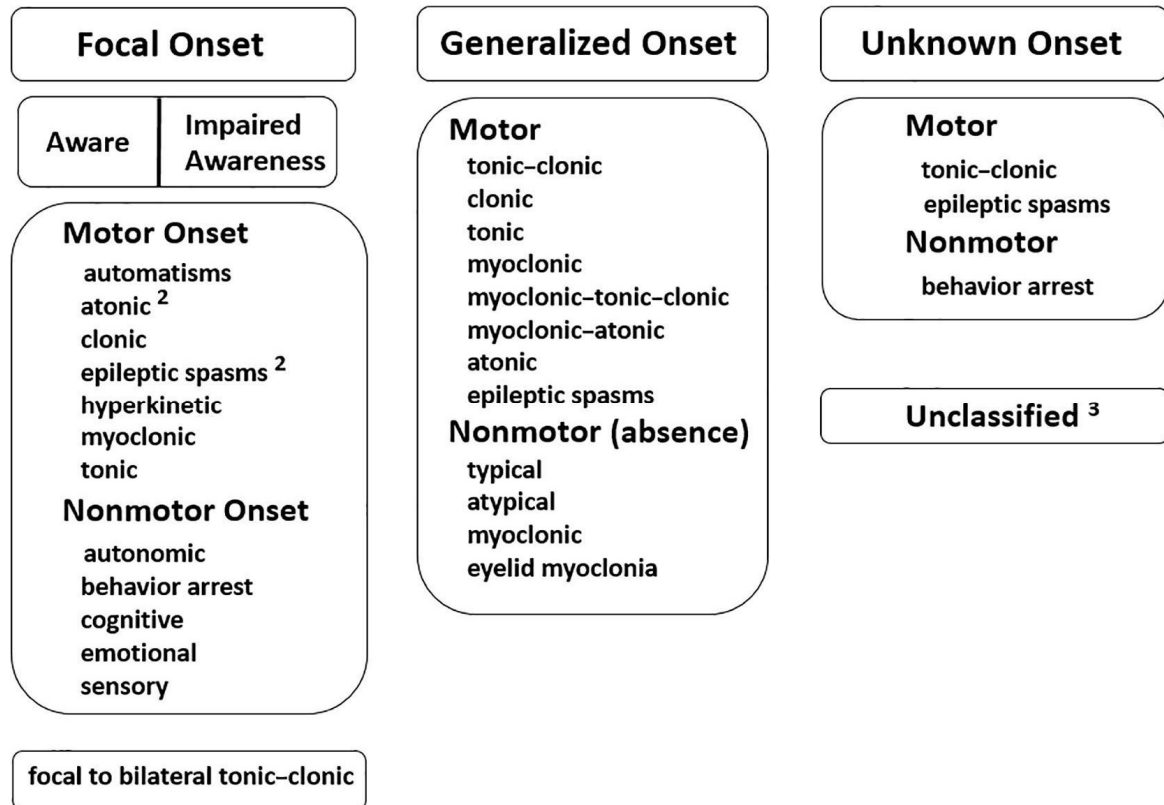 Focal Onset
Aware
Impaired
Awareness
Motor Onset
automatisms
atonic ²
clonic
epileptic spasms ²
hyperkinetic
myoclonic
tonic
Nonmotor Onset
autonomic
behavior arrest
cognitive
emotional
sensory
focal to bilateral tonic–clonic
Generalized Onset
Motor
tonic–clonic
clonic
tonic
myoclonic
myoclonic–tonic–clonic
myoclonic–atonic
atonic
epileptic spasms
Nonmotor (absence)
typical
atypical
myoclonic
eyelid myoclonia
Unknown Onset
Motor
tonic–clonic
epileptic spasms
Nonmotor
behavior arrest
Unclassified ³